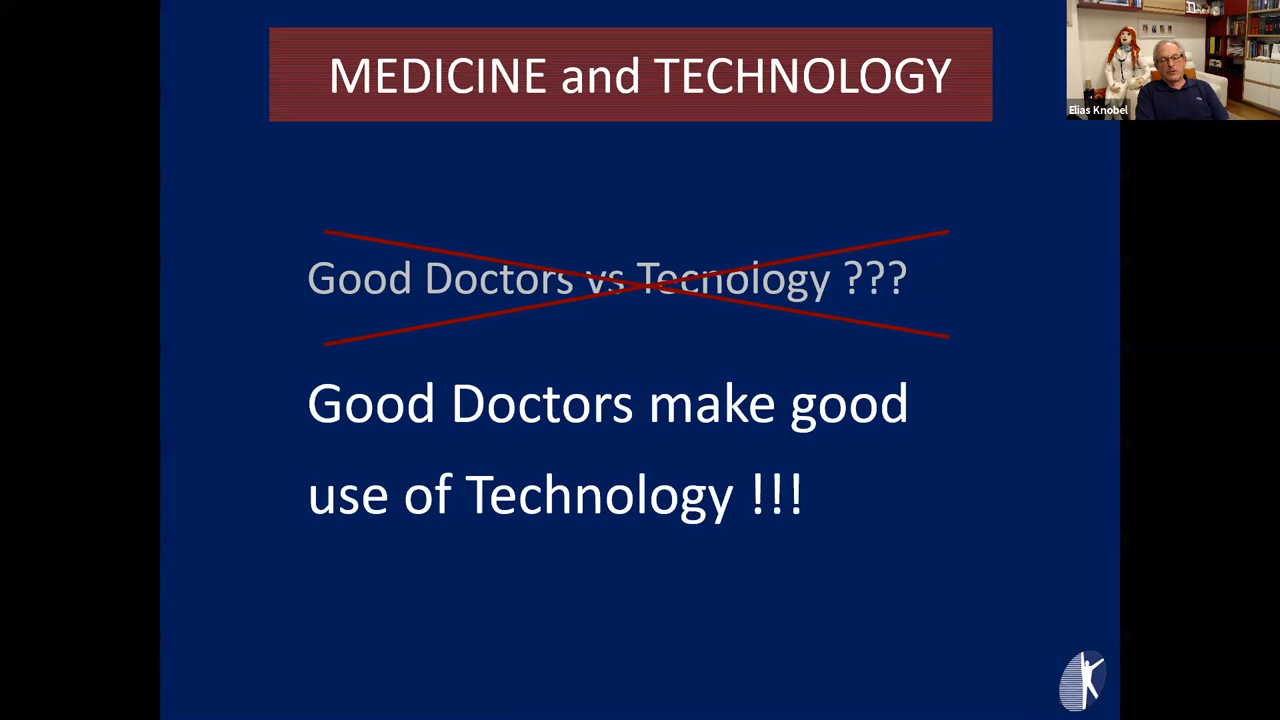 MEDICINE and TECHNOLOGY
Elias Knobel
Good Doctors vs Tecnology ???
Good Doctors make good
use of Technology !!!